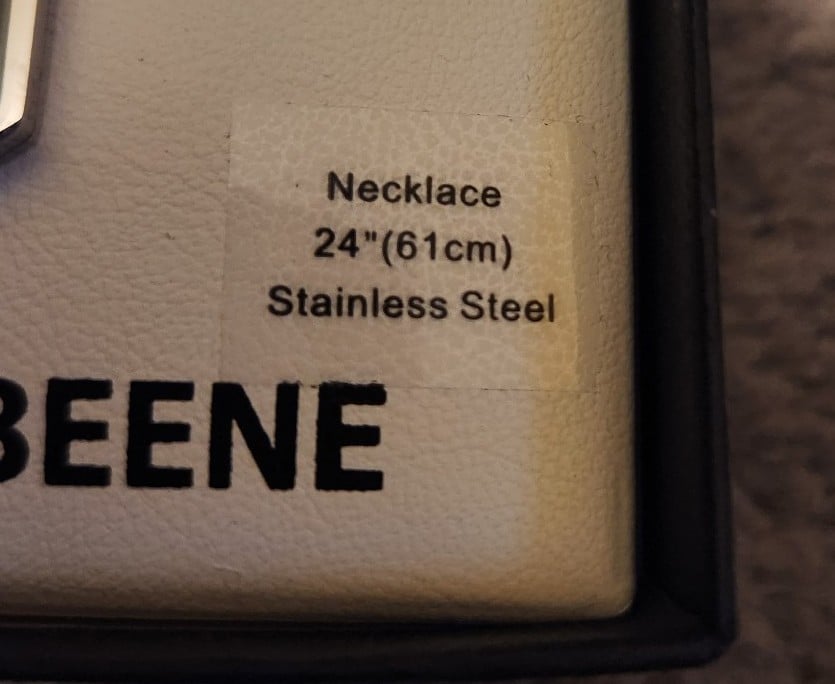 Necklace
24"(61cm)
Stainless Steel
BEENE